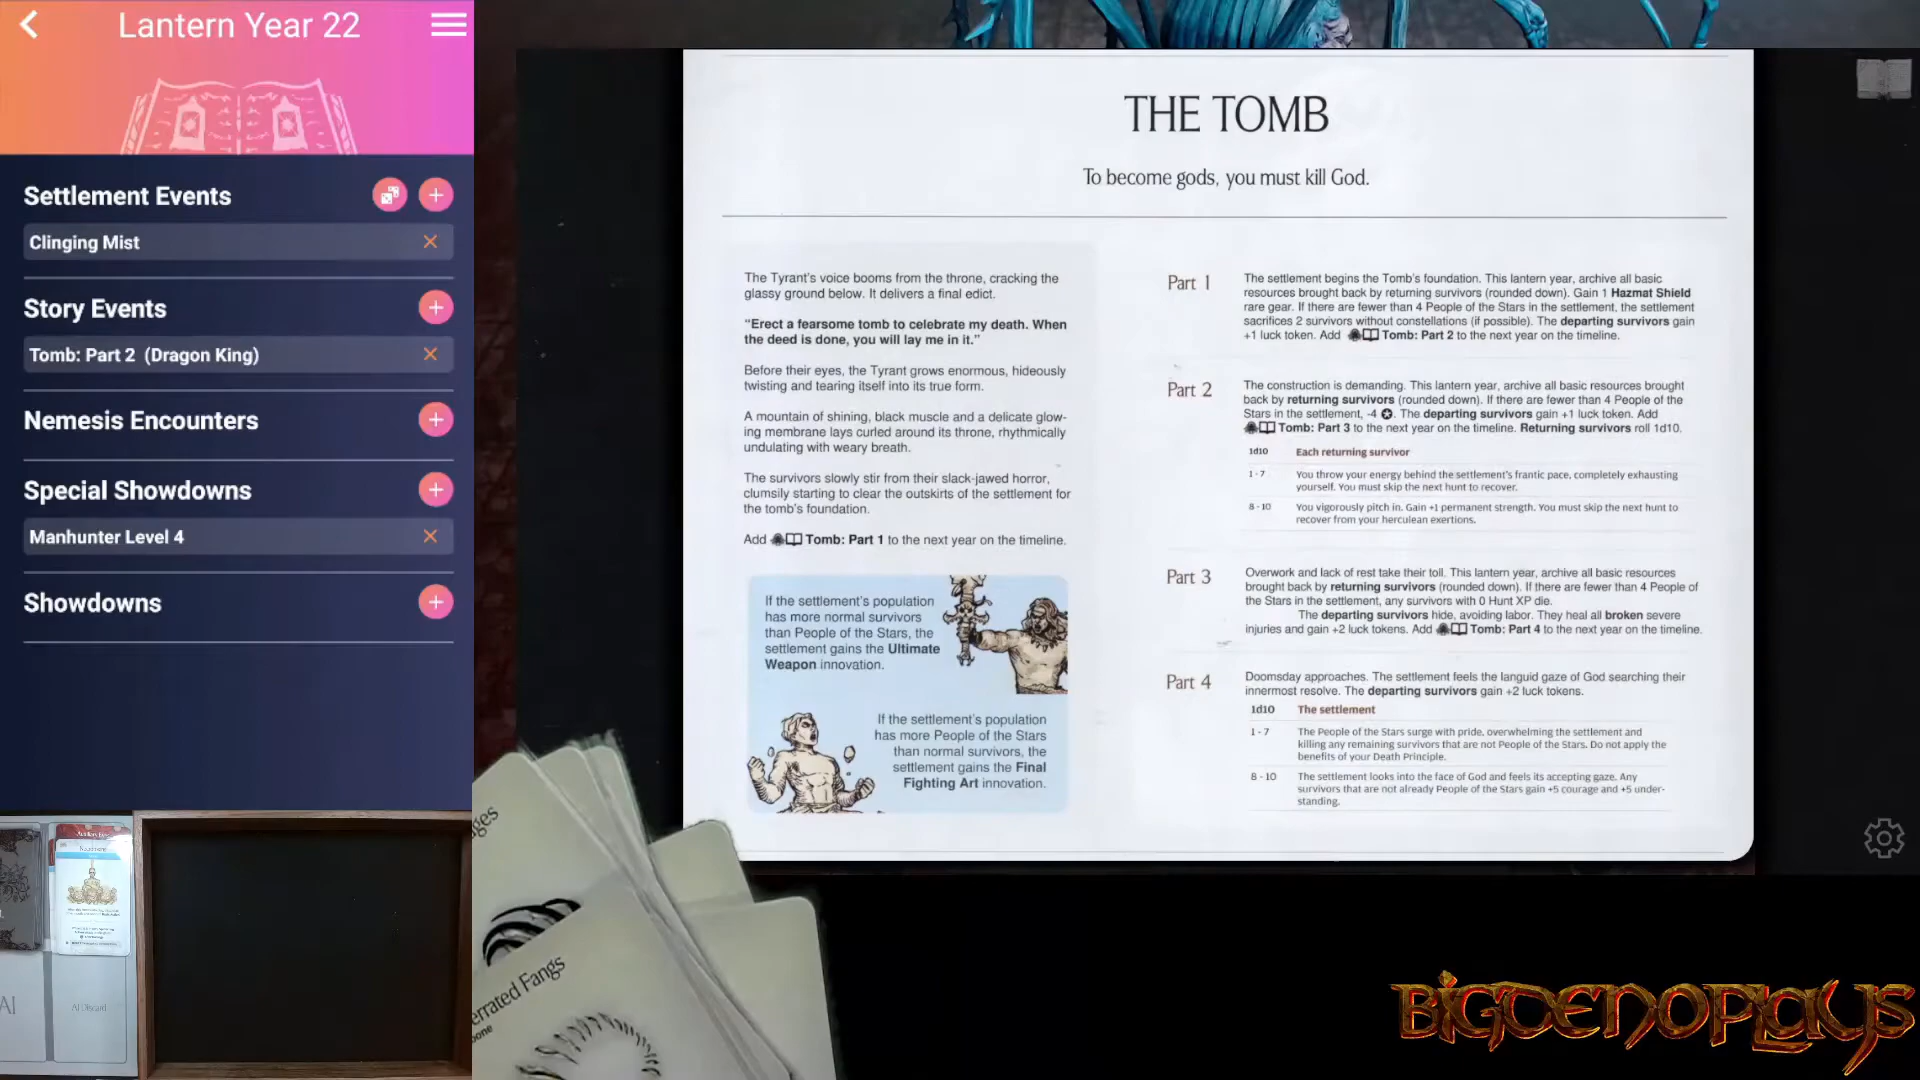 Lantern Year 22
Settlement Events
Clinging Mist
Story Events
Tomb: Part 2 (Dragon King)
Nemesis Encounters
Special Showdowns
Manhunter Level 4
Showdowns
THE TOMB
To become gods, you must kill God.
The Tyrant's voice booms from the throne, cracking the
glassy ground below. It delivers a final edict.
"Erect a fearsome tomb to celebrate my death. When
the deed is done, you will lay me in it."
Before their eyes, the Tyrant grows enormous, hideously
twisting and tearing itself into its true form.
A mountain of shining, black muscle and a delicate glow-
ing membrane lays curled around its throne, rhythmically
undulating with weary breath.
The survivors slowly stir from their slack-jawed horror,
clumsily starting to clear the outskirts of the settlement for
the tomb's foundation.
Add Tomb: Part 1 to the next year on the timeline.
If the settlement's population
has more normal survivors
than People of the Stars, the
settlement gains the Ultimate
Weapon innovation.
If the settlement's population
has more People of the Stars
than normal survivors, the
settlement gains the Final
Fighting Art innovation.
Part 1
The settlement begins the Tomb's foundation. This lantern year, archive all basic
resources brought back by returning survivors (rounded down). Gain 1 Hazmat Shield
rare gear. If there are fewer than 4 People of the Stars in the settlement, the settlement
sacrifices 2 survivors without constellations (if possible). The departing survivors gain
+1 luck token. Add Tomb: Part 2 to the next year on the timeline.
Part 2
The construction is demanding. This lantern year, archive all basic resources brought
back by returning survivors (rounded down). If there are fewer than 4 People of the
Stars in the settlement, -4 . The departing survivors gain +1 luck token. Add
Tomb: Part 3 to the next year on the timeline. Returning survivors roll 1d10.
1d10 Each returning survivor
1 - 7 You throw your energy behind the settlement's frantic pace, completely exhausting
yourself. You must skip the next hunt to recover.
8 - 10 You vigorously pitch in. Gain +1 permanent strength. You must skip the next hunt to
recover from your herculean exertions.
Part 3
Overwork and lack of rest take their toll. This lantern year, archive all basic resources
brought back by returning survivors (rounded down). If there are fewer than 4 People of
the Stars in the settlement, any survivors with 0 Hunt XP die.
The departing survivors hide, avoiding labor. They heal all broken severe
injuries and gain +2 luck tokens. Add Tomb: Part 4 to the next year on the timeline.
Part 4
Doomsday approaches. The settlement feels the languid gaze of God searching their
innermost resolve. The departing survivors gain +2 luck tokens.
1d10 The settlement
1 - 7 The People of the Stars surge with pride, overwhelming the settlement and
killing any remaining survivors that are not People of the Stars. Do not apply the
benefits of your Death Principle.
8 - 10 The settlement looks into the face of God and feels its accepting gaze. Any
survivors that are not already People of the Stars gain +5 courage and +5 under-
standing.
errated Fangs
AI
AI Discard
BIGDENOPLAYS